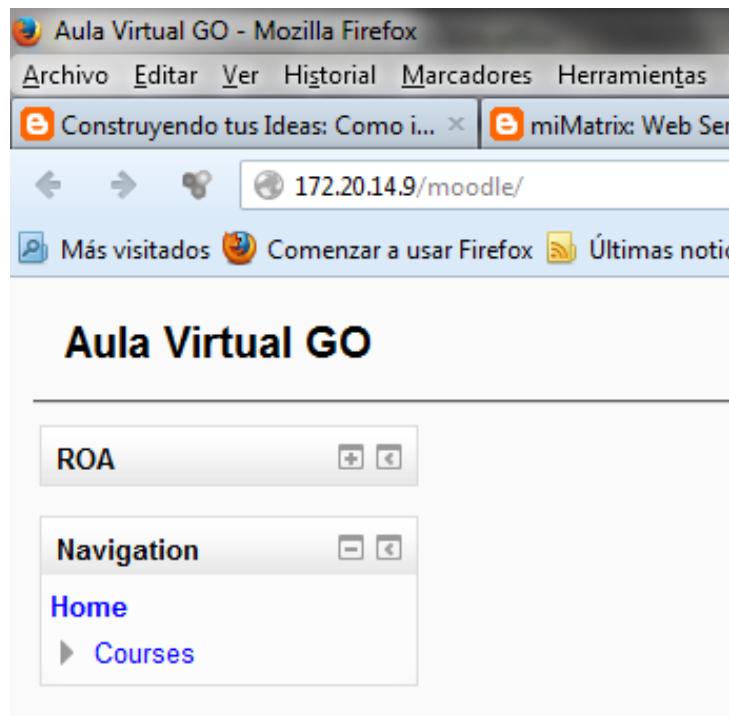 Aula Virtual GO - Mozilla Firefox
Archivo Editar Ver Historial Marcadores Herramientas
Construyendo tus Ideas: Como i... miMatrix: Web Ser
172.20.14.9/moodle/
Más visitados Comenzar a usar Firefox Últimas notic
Aula Virtual GO
ROA
Navigation
Home
Courses